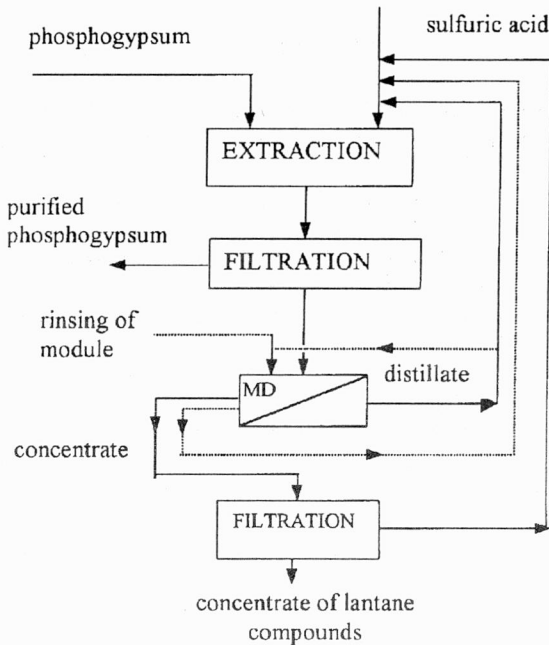 phosphogypsum
sulfuric acid
EXTRACTION
purified
phosphogypsum
FILTRATION
rinsing of
module
distillate
MD
concentrate
FILTRATION
concentrate of lantane
compounds